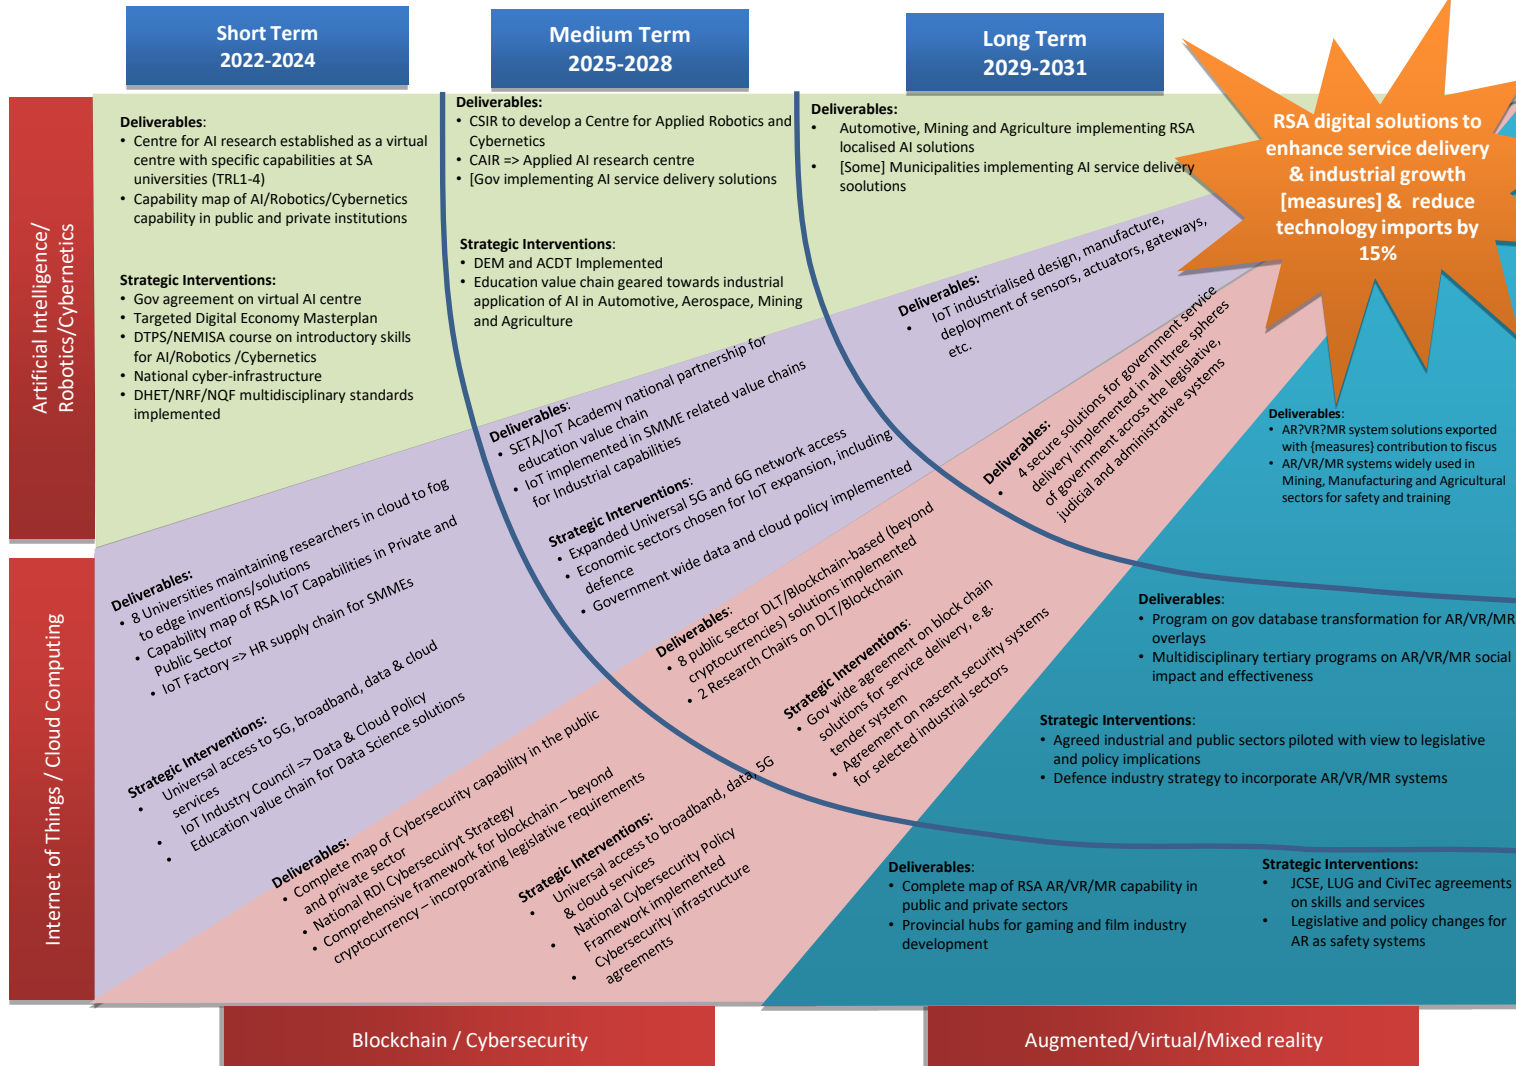 Short Term
2022-2024
Medium Term
2025-2028
Long Term
2029-2031
RSA digital solutions to
enhance service delivery
& industrial growth
[measures] & reduce
technology imports by
15%
Artificial Intelligence/
Robotics/Cybernetics
Deliverables:
• Centre for AI research established as a virtual
centre with specific capabilities at SA
universities (TRL1-4)
• Capability map of AI/Robotics/Cybernetics
capability in public and private institutions
Strategic Interventions:
• Gov agreement on virtual AI centre
• Targeted Digital Economy Masterplan
• DTPS/NEMISA course on introductory skills
for AI/Robotics /Cybernetics
• National cyber-infrastructure
• DHET/NRF/NQF multidisciplinary standards
implemented
Deliverables:
• CSIR to develop a Centre for Applied Robotics and
Cybernetics
• CAIR => Applied AI research centre
• [Gov implementing AI service delivery solutions
Strategic Interventions:
• DEM and ACDT Implemented
• Education value chain geared towards industrial
application of AI in Automotive, Aerospace, Mining
and Agriculture
Deliverables:
• Automotive, Mining and Agriculture implementing RSA
localised AI solutions
• [Some] Municipalities implementing AI service delivery
soolutions
Internet of Things / Cloud Computing
Deliverables:
• 8 Universities maintaining researchers in cloud to fog
to edge inventions/solutions
• Capability map of RSA IoT Capabilities in Private and
Public Sector
• IoT Factory => HR supply chain for SMMEs
Strategic Interventions:
• Universal access to 5G, broadband, data & cloud
services
• IoT Industry Council => Data & Cloud Policy
• Education value chain for Data Science solutions
Deliverables:
• SETA/IoT Academy national partnership for
education value chain
• IoT implemented in SMME related value chains
for Industrial capabilities
Strategic Interventions:
• Expanded Universal 5G and 6G network access
• Economic sectors chosen for IoT expansion, including
defence
• Government wide data and cloud policy implemented
Deliverables:
• IoT industrialised design, manufacture,
deployment of sensors, actuators, gateways,
etc.
Deliverables:
• Complete map of Cybersecurity capability in the public
and private sector
• National RDI Cybersecuiryt Strategy
• Comprehensive framework for blockchain – beyond
cryptocurrency – incorporating legislative requirements
Strategic Interventions:
• Universal access to broadband, data, 5G
& cloud services
• National Cybersecurity Policy
Framework implemented
• Cybersecurity infrastructure
• agreements
Deliverables:
• 8 public sector DLT/Blockchain-based (beyond
cryptocurrencies) solutions implemented
• 2 Research Chairs on DLT/Blockchain
Strategic Interventions:
• Gov wide agreement on block chain
solutions for service delivery, e.g.
tender system
• Agreement on nascent security systems
for selected industrial sectors
Deliverables:
• 4 secure solutions for government service
delivery implemented in all three spheres
of government across the legislative,
judicial and administrative systems
Deliverables:
• AR?VR?MR system solutions exported
with {measures} contribution to fiscus
• AR/VR/MR systems widely used in
Mining, Manufacturing and Agricultural
sectors for safety and training
Deliverables:
• Program on gov database transformation for AR/VR/MR
overlays
• Multidisciplinary tertiary programs on AR/VR/MR social
impact and effectiveness
Strategic Interventions:
• Agreed industrial and public sectors piloted with view to legislative
and policy implications
• Defence industry strategy to incorporate AR/VR/MR systems
Deliverables:
• Complete map of RSA AR/VR/MR capability in
public and private sectors
• Provincial hubs for gaming and film industry
development
Strategic Interventions:
• JCSE, LUG and CiviTec agreements
on skills and services
• Legislative and policy changes for
AR as safety systems
Blockchain / Cybersecurity
Augmented/Virtual/Mixed reality